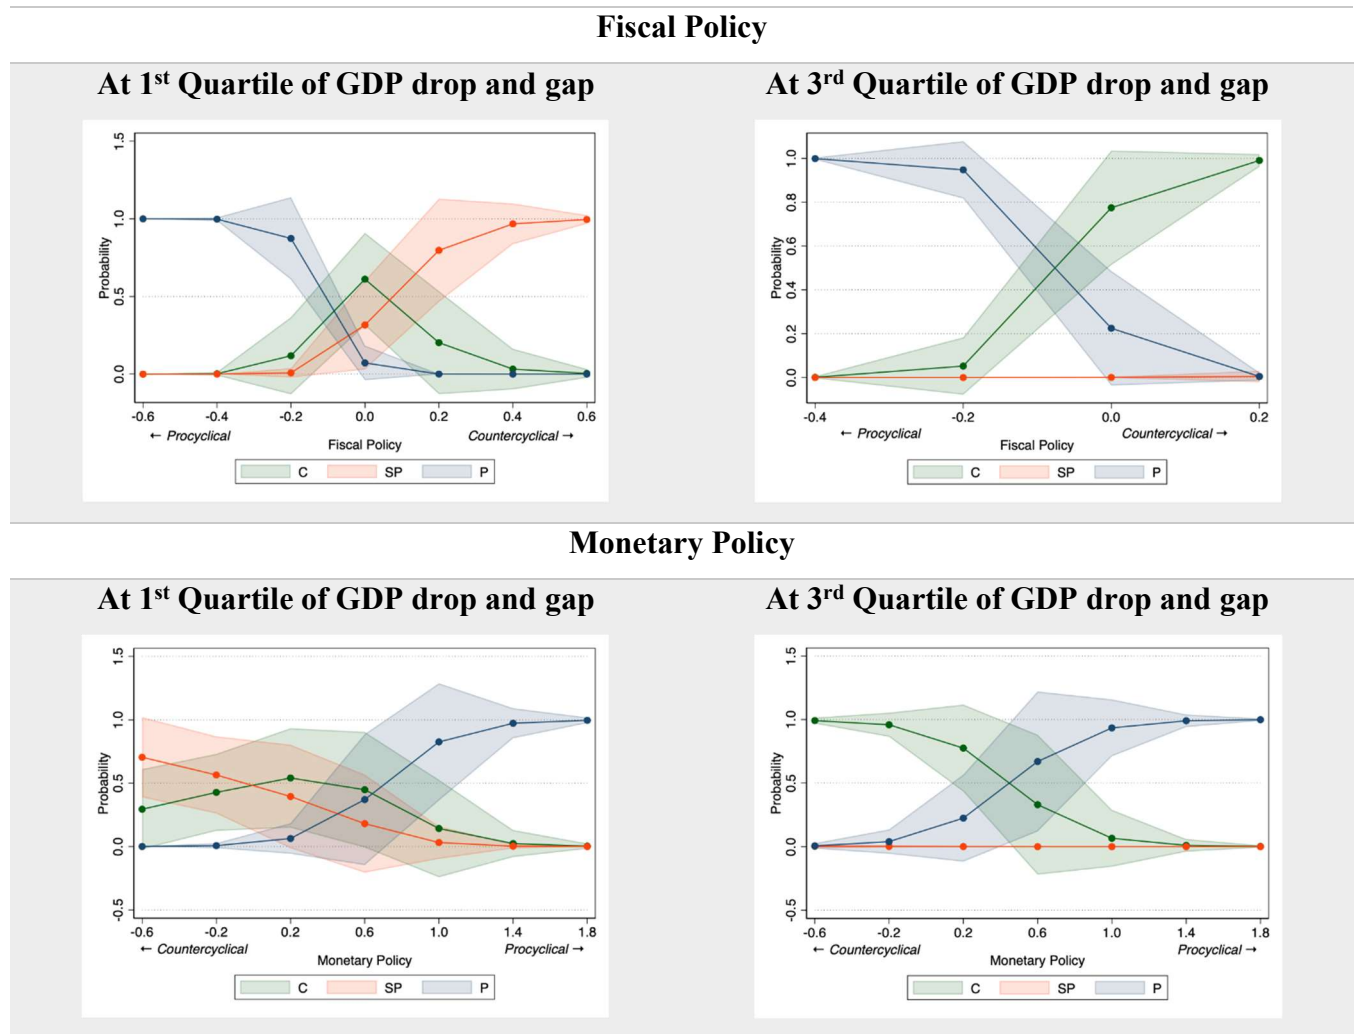 Fiscal Policy
At 1st Quartile of GDP drop and gap
At 3rd Quartile of GDP drop and gap
Probability
1.5
1.0
0.5
0.0
-0.6 -0.4 -0.2 0.0 0.2 0.4 0.6
← Procyclical
Countercyclical →
Fiscal Policy
C SP P
Probability
1.0
0.8
0.6
0.4
0.2
0.0
-0.4 -0.2 0.0 0.2
← Procyclical
Countercyclical →
Fiscal Policy
C SP P
Monetary Policy
At 1st Quartile of GDP drop and gap
At 3rd Quartile of GDP drop and gap
Probability
1.5
1.0
0.5
0.0
-0.5
-0.6 -0.2 0.2 0.6 1.0 1.4 1.8
← Countercyclical
Procyclical →
Monetary Policy
C SP P
Probability
1.5
1.0
0.5
0.0
-0.5
-0.6 -0.2 0.2 0.6 1.0 1.4 1.8
← Countercyclical
Procyclical →
Monetary Policy
C SP P